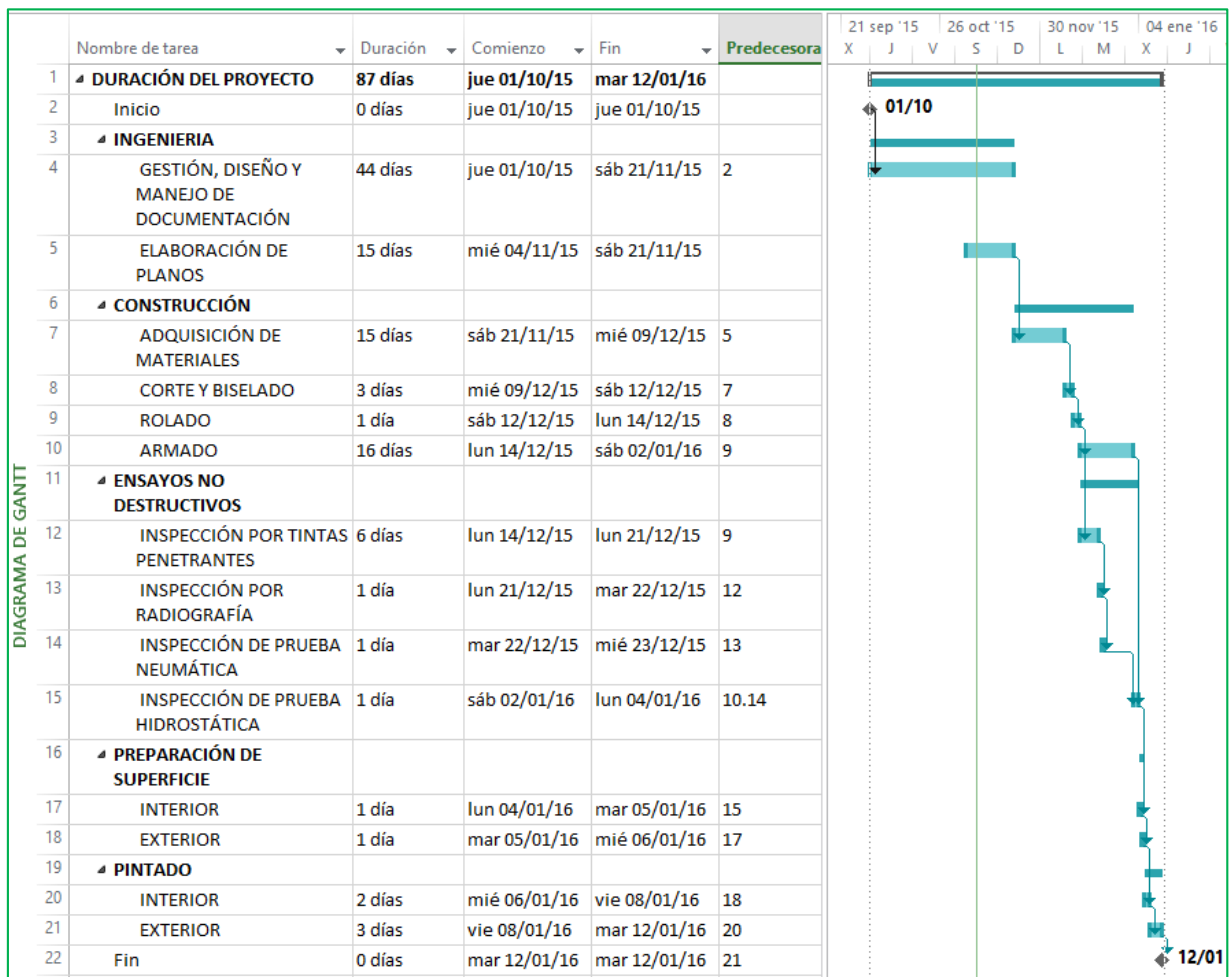 21 sep '15 26 oct '15 30 nov '15 04 ene '16
Nombre de tarea Duración Comienzo Fin Predecesora X J V S D L M X J
1 DURACIÓN DEL PROYECTO 87 días jue 01/10/15 mar 12/01/16
2 Inicio 0 días jue 01/10/15 jue 01/10/15 01/10
3 INGENIERIA
4 GESTIÓN, DISEÑO Y 44 días jue 01/10/15 sáb 21/11/15 2
MANEJO DE
DOCUMENTACIÓN
5 ELABORACIÓN DE 15 días mié 04/11/15 sáb 21/11/15
PLANOS
6 CONSTRUCCIÓN
7 ADQUISICIÓN DE 15 días sáb 21/11/15 mié 09/12/15 5
MATERIALES
8 CORTE Y BISELADO 3 días mié 09/12/15 sáb 12/12/15 7
9 ROLADO 1 día sáb 12/12/15 lun 14/12/15 8
10 ARMADO 16 días lun 14/12/15 sáb 02/01/16 9
11 ENSAYOS NO
DESTRUCTIVOS
12 INSPECCIÓN POR TINTAS 6 días lun 14/12/15 lun 21/12/15 9
PENETRANTES
13 INSPECCIÓN POR 1 día lun 21/12/15 mar 22/12/15 12
RADIOGRAFÍA
14 INSPECCIÓN DE PRUEBA 1 día mar 22/12/15 mié 23/12/15 13
NEUMÁTICA
15 INSPECCIÓN DE PRUEBA 1 día sáb 02/01/16 lun 04/01/16 10.14
HIDROSTÁTICA
16 PREPARACIÓN DE
SUPERFICIE
17 INTERIOR 1 día lun 04/01/16 mar 05/01/16 15
18 EXTERIOR 1 día mar 05/01/16 mié 06/01/16 17
19 PINTADO
20 INTERIOR 2 días mié 06/01/16 vie 08/01/16 18
21 EXTERIOR 3 días vie 08/01/16 mar 12/01/16 20
22 Fin 0 días mar 12/01/16 mar 12/01/16 21 12/01
DIAGRAMA DE GANTT